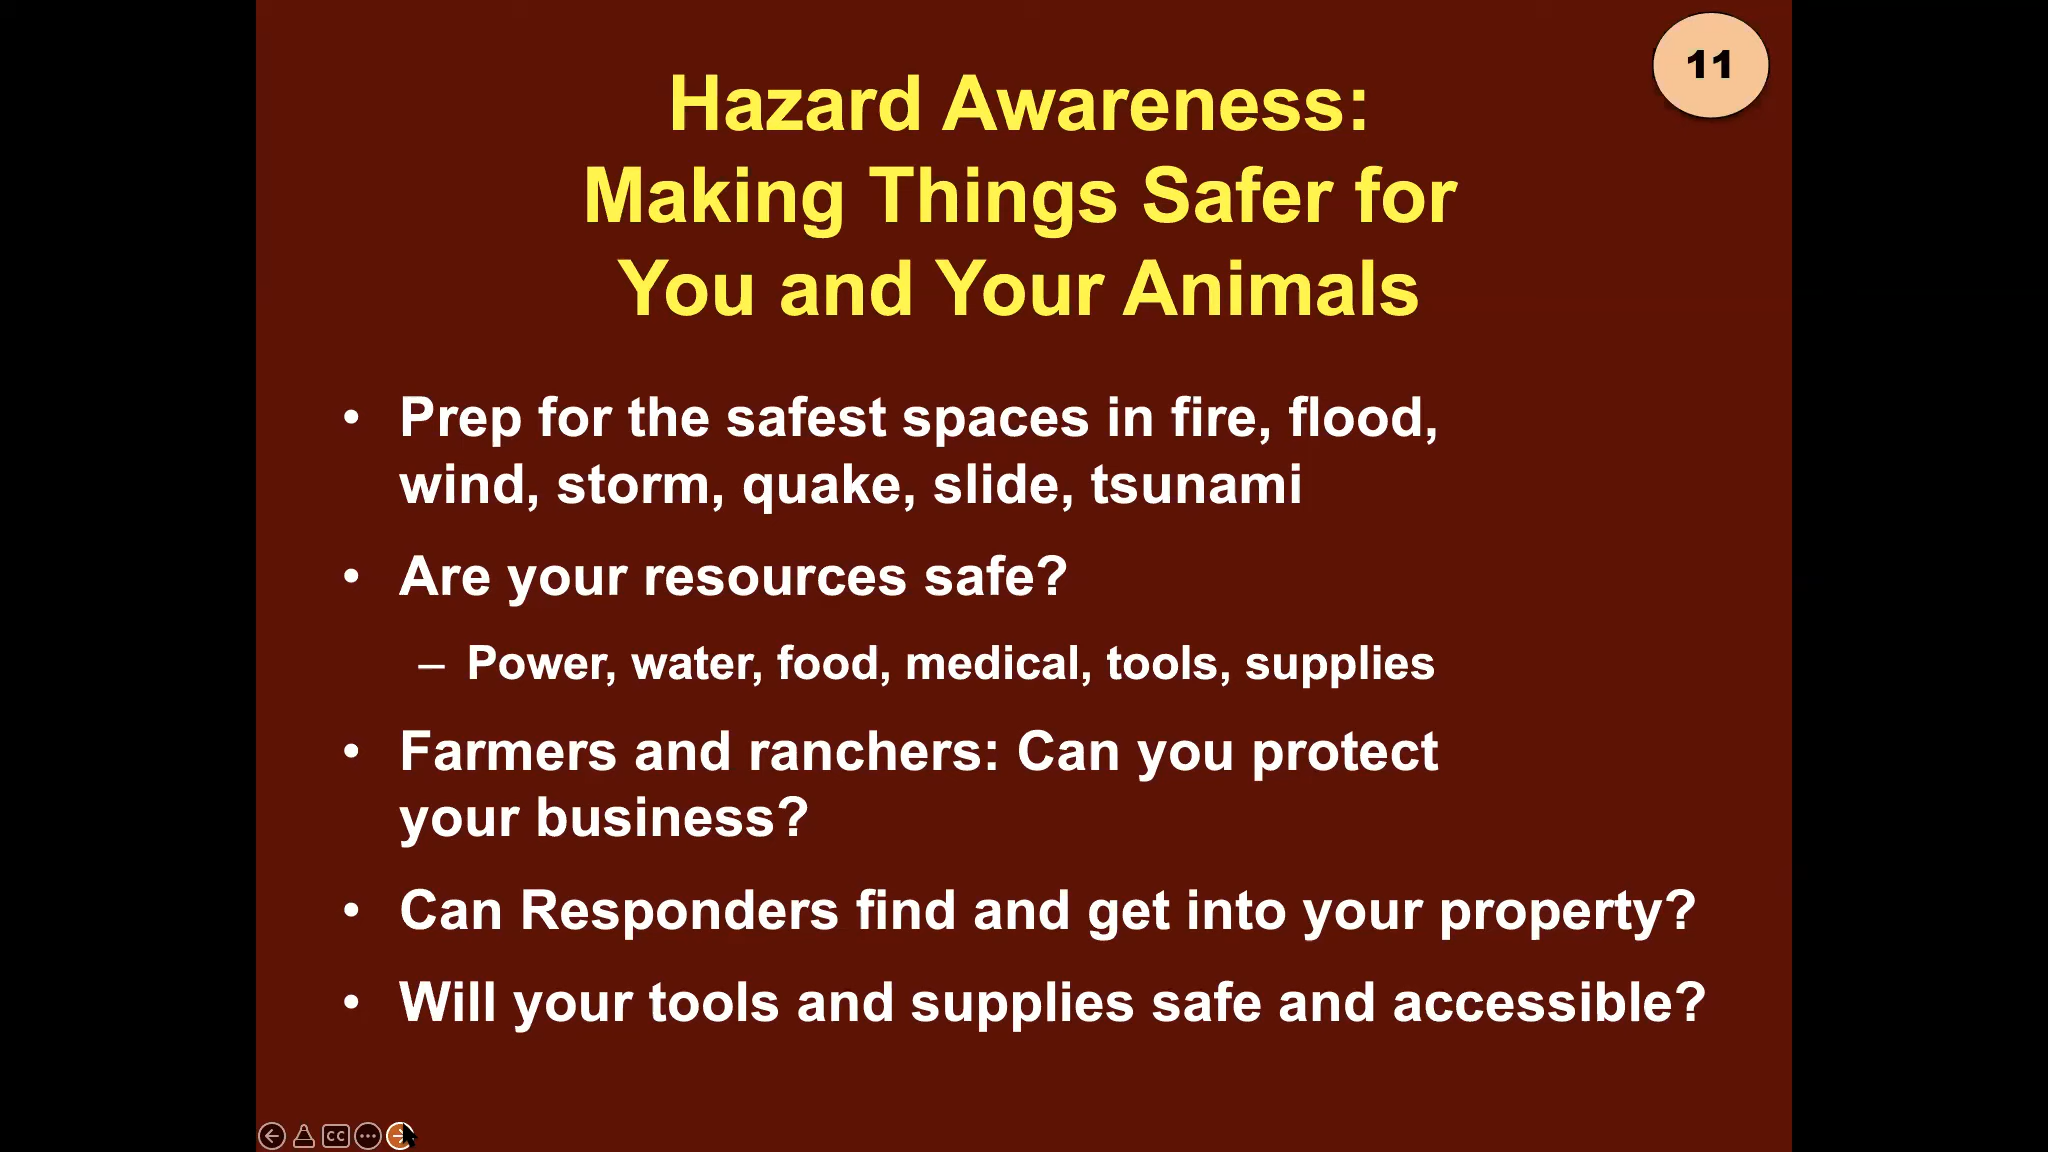 11
Hazard Awareness:
Making Things Safer for
You and Your Animals
• Prep for the safest spaces in fire, flood,
wind, storm, quake, slide, tsunami
• Are your resources safe?
– Power, water, food, medical, tools, supplies
• Farmers and ranchers: Can you protect
your business?
• Can Responders find and get into your property?
• Will your tools and supplies safe and accessible?
CC